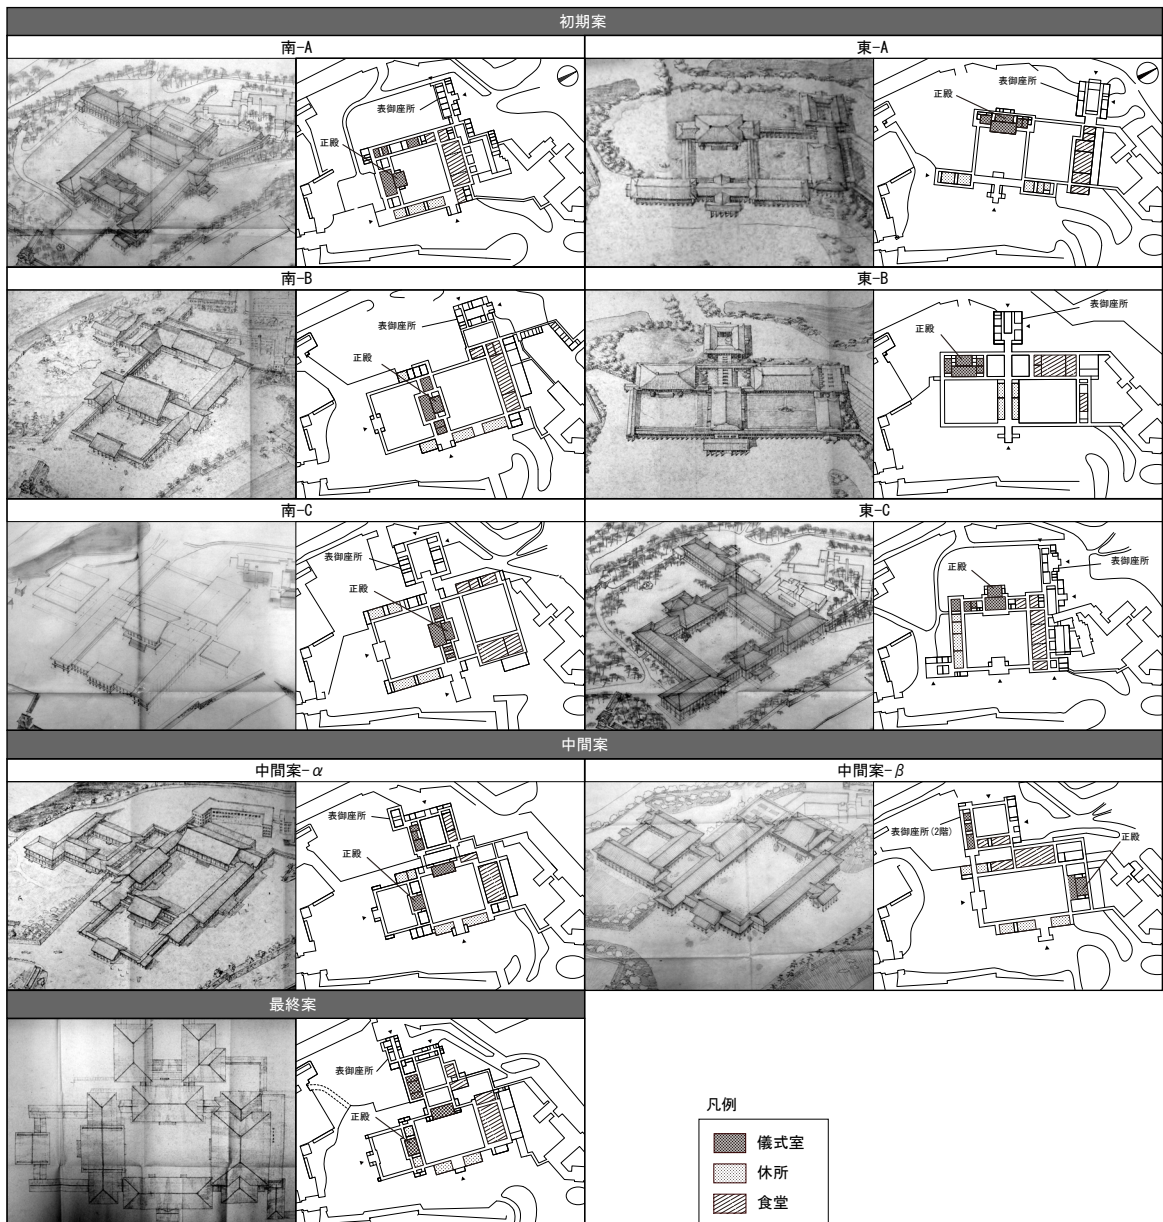 初期案
南-A
東-A
表御座所
正殿
正殿
表御座所
南-B
東-B
表御座所
正殿
表御座所
正殿
南-C
東-C
表御座所
正殿
正殿
表御座所
中間案
中間案-α
中間案-β
表御座所
正殿
表御座所(2階)
正殿
最終案
表御座所
正殿
凡例
儀式室
休所
食堂